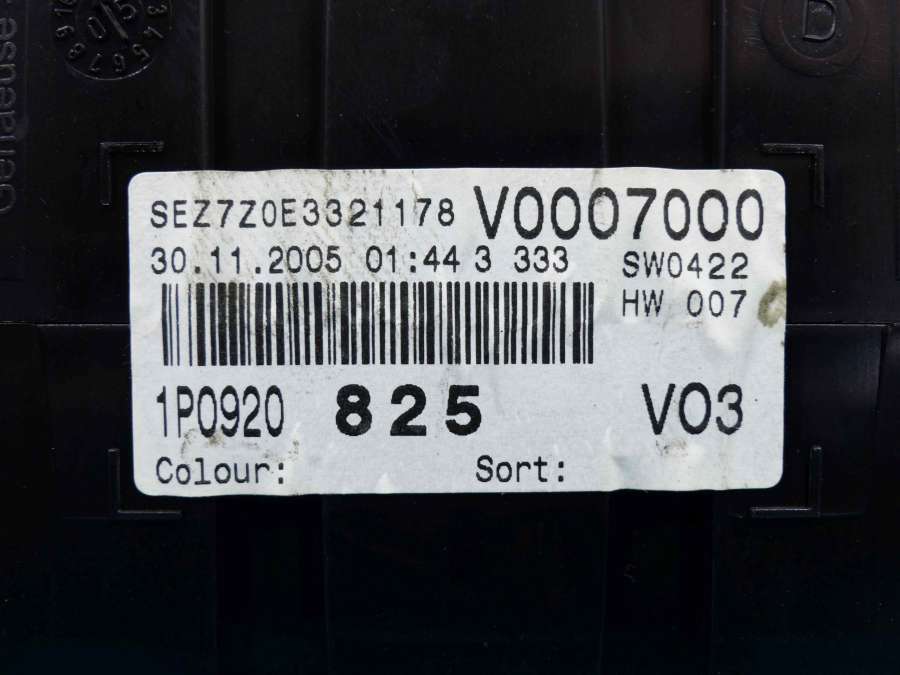 SEZ7Z0E3321178 V0007000
30.11.2005 01:44 3 333 SW0422
HW 007
1P0920 825 V03
Colour: Sort: